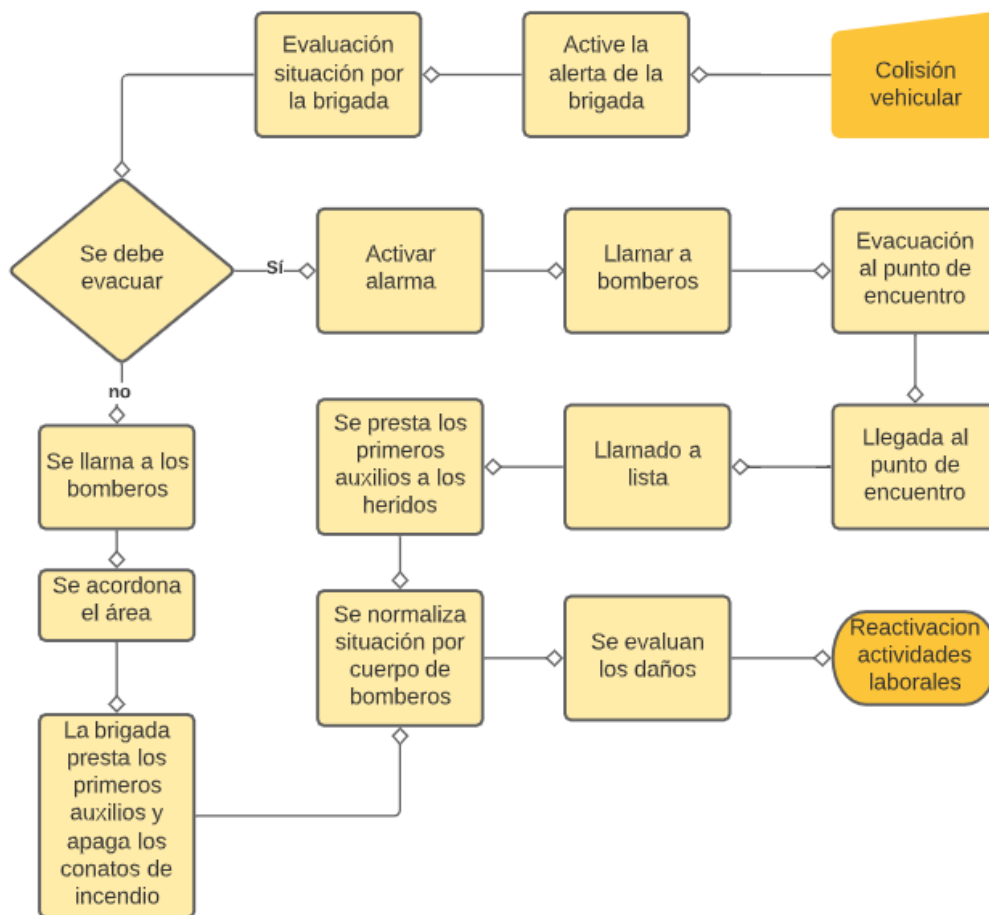 Colisión
vehicular
Active la
alerta de la
brigada
Evaluación
situación por
la brigada
Se debe
evacuar
Sí
Activar
alarma
Llamar a
bomberos
Evacuación
al punto de
encuentro
Llegada al
punto de
encuentro
Llamado a
lista
Se presta los
primeros
auxilios a los
heridos
no
Se llama a los
bomberos
Se acordona
el área
La brigada
presta los
primeros
auxilios y
apaga los
conatos de
incendio
Se normaliza
situación por
cuerpo de
bomberos
Se evaluan
los daños
Reactivacion
actividades
laborales